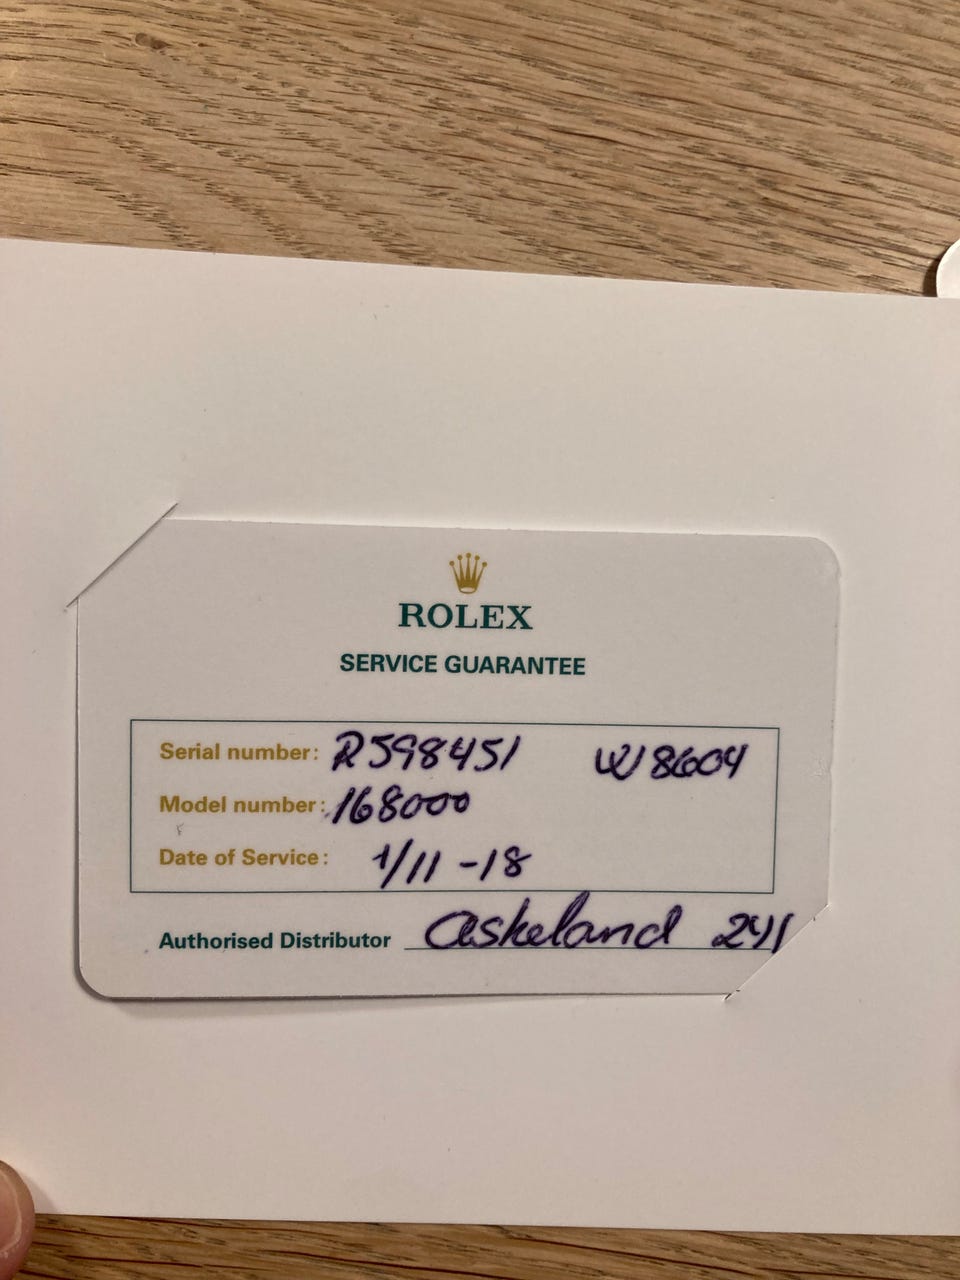 ROLEX
SERVICE GUARANTEE
Serial number: R598451 W18604
Model number: 168000
Date of Service: 1/11-18
Authorised Distributor Askeland 241